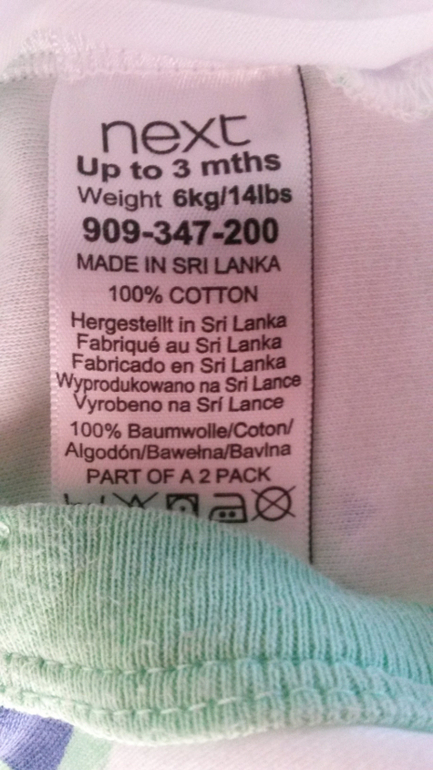 next
Up to 3 mths
Weight 6kg/14lbs
909-347-200
MADE IN SRI LANKA
100% COTTON
Hergestellt in Sri Lanka
Fabriqué au Sri Lanka
Fabricado en Sri Lanka
Wyprodukowano na Sri Lance
Vyrobeno na Srí Lance
100% Baumwolle/Coton/
Algodón/Bawełna/Bavlna
PART OF A 2 PACK